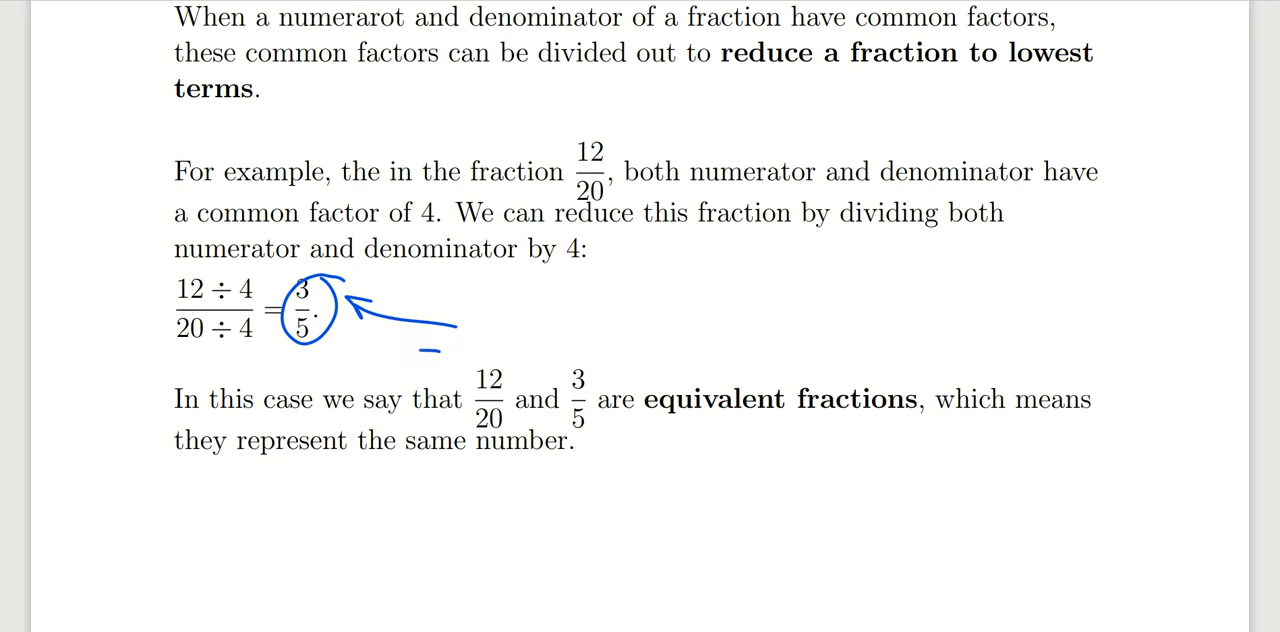 When a numerarot and denominator of a fraction have common factors,
these common factors can be divided out to reduce a fraction to lowest
terms.
For example, the in the fraction 12/20, both numerator and denominator have
a common factor of 4. We can reduce this fraction by dividing both
numerator and denominator by 4:
12 ÷ 4
20 ÷ 4 = 3/5.
In this case we say that 12/20 and 3/5 are equivalent fractions, which means
they represent the same number.